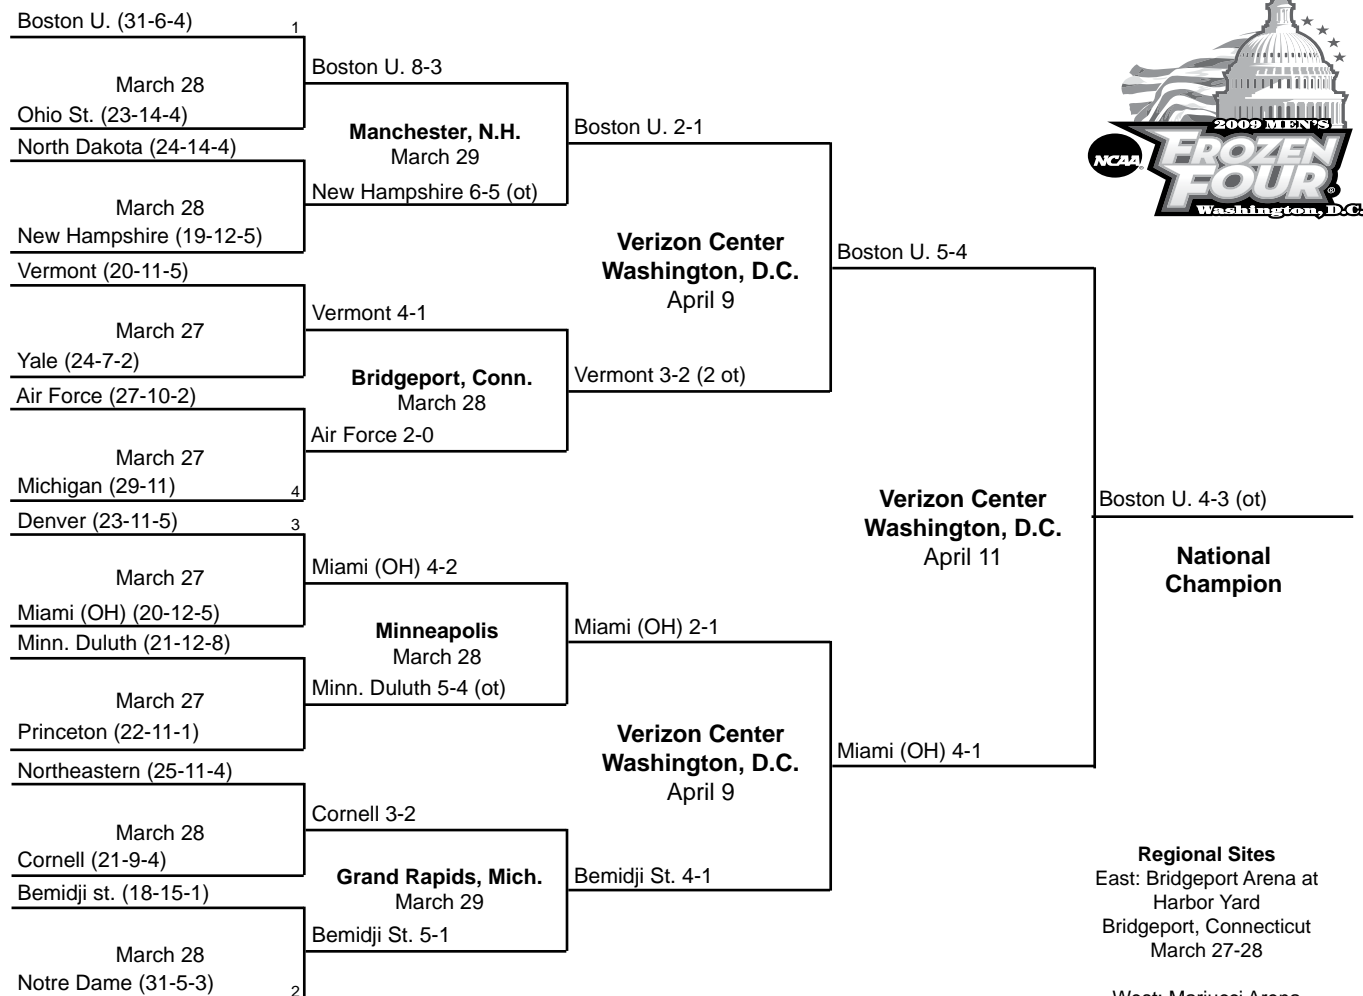 Boston U. (31-6-4)
1
March 28
Ohio St. (23-14-4)
North Dakota (24-14-4)
March 28
New Hampshire (19-12-5)
Vermont (20-11-5)
March 27
Yale (24-7-2)
Air Force (27-10-2)
March 27
Michigan (29-11)
4
Denver (23-11-5)
3
March 27
Miami (OH) (20-12-5)
Minn. Duluth (21-12-8)
March 27
Princeton (22-11-1)
Northeastern (25-11-4)
March 28
Cornell (21-9-4)
Bemidji st. (18-15-1)
March 28
Notre Dame (31-5-3)
2
Boston U. 8-3
Manchester, N.H.
March 29
New Hampshire 6-5 (ot)
Vermont 4-1
Bridgeport, Conn.
March 28
Air Force 2-0
Miami (OH) 4-2
Minneapolis
March 28
Minn. Duluth 5-4 (ot)
Cornell 3-2
Grand Rapids, Mich.
March 29
Bemidji St. 5-1
Boston U. 2-1
Verizon Center
Washington, D.C.
April 9
Vermont 3-2 (2 ot)
Miami (OH) 2-1
Verizon Center
Washington, D.C.
April 9
Bemidji St. 4-1
Boston U. 5-4
Verizon Center
Washington, D.C.
April 11
Miami (OH) 4-1
Boston U. 4-3 (ot)
National
Champion
2009 MEN'S
NCAA
FROZEN
FOUR
Washington, D.C.
Regional Sites
East: Bridgeport Arena at
Harbor Yard
Bridgeport, Connecticut
March 27-28
West: Mariucci Arena